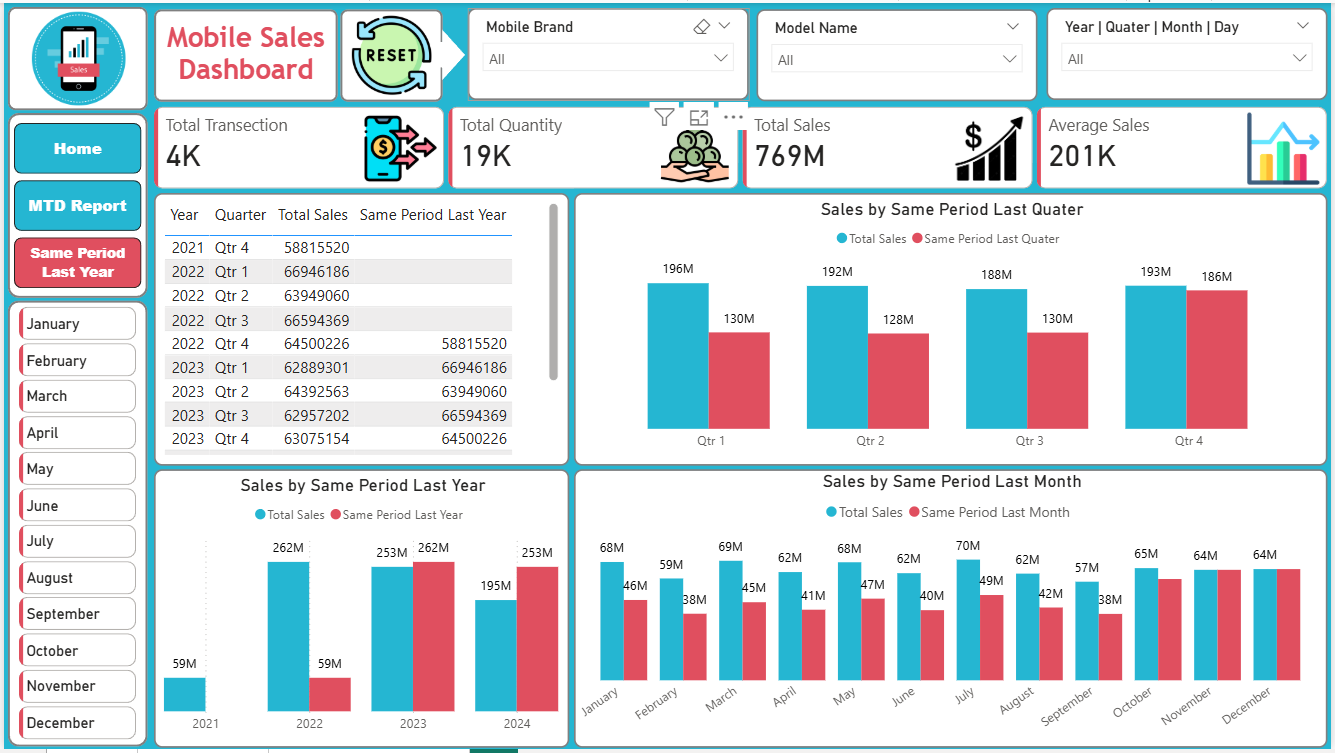 Sales
Mobile Sales
Dashboard
RESET
Mobile Brand
All
Model Name
All
Year | Quater | Month | Day
All
Home
MTD Report
Same Period
Last Year
January
February
March
April
May
June
July
August
September
October
November
December
Total Transection
4K
$
Total Quantity
19K
Total Sales
769M
$
Average Sales
201K
Year Quarter Total Sales Same Period Last Year
2021 Qtr 4 58815520
2022 Qtr 1 66946186
2022 Qtr 2 63949060
2022 Qtr 3 66594369
2022 Qtr 4 64500226 58815520
2023 Qtr 1 62889301 66946186
2023 Qtr 2 64392563 63949060
2023 Qtr 3 62957202 66594369
2023 Qtr 4 63075154 64500226
Sales by Same Period Last Quater
Total Sales Same Period Last Quater
196M 130M 192M 128M 188M 130M 193M 186M
Qtr 1 Qtr 2 Qtr 3 Qtr 4
Sales by Same Period Last Year
Total Sales Same Period Last Year
59M 262M 59M 253M 262M 195M 253M
2021 2022 2023 2024
Sales by Same Period Last Month
Total Sales Same Period Last Month
68M 46M 59M 38M 69M 45M 62M 41M 68M 47M 62M 40M 70M 49M 62M 42M 57M 38M 65M 64M 64M
January February March April May June July August September October November December